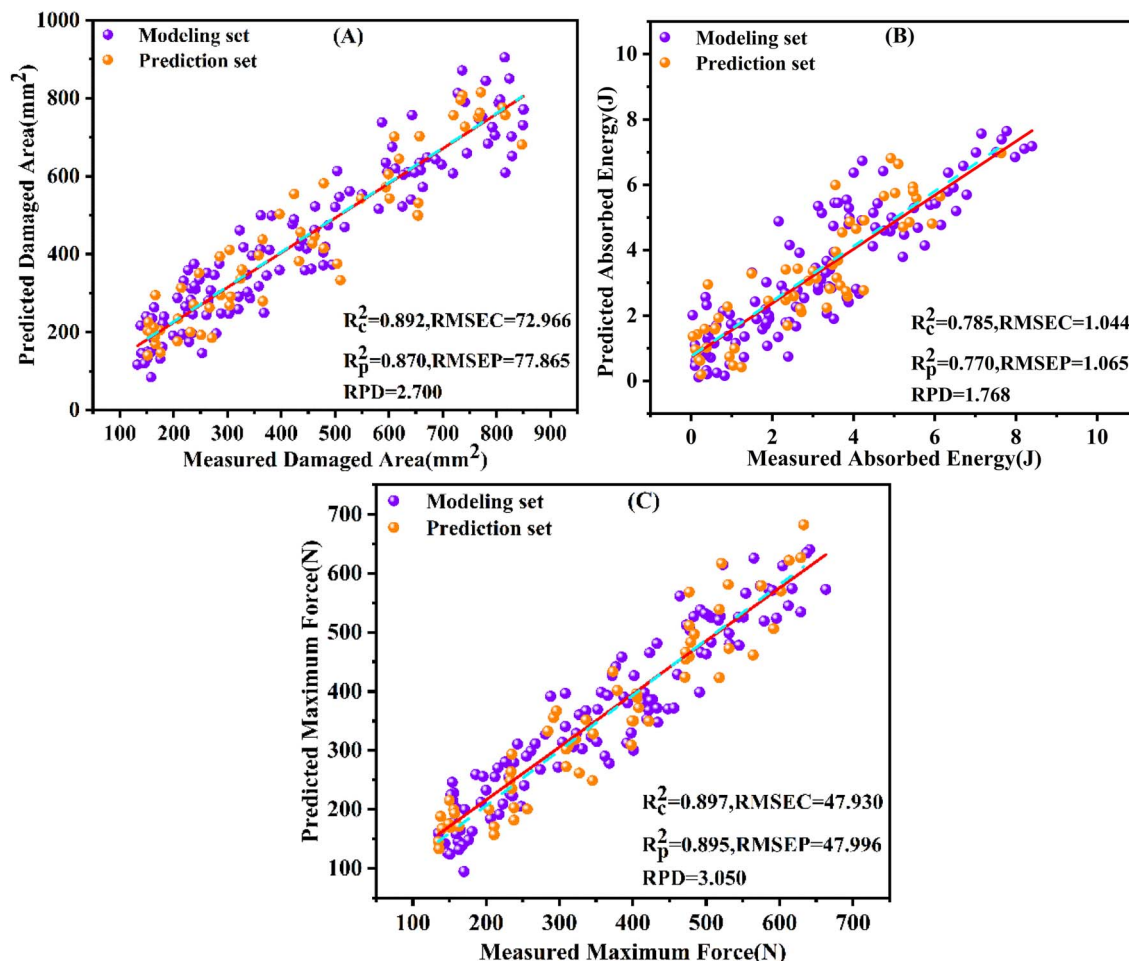 (A)
Modeling set
Prediction set
Predicted Damaged Area(mm²)
1000
800
600
400
200
0
R²c=0.892,RMSEC=72.966
R²p=0.870,RMSEP=77.865
RPD=2.700
100 200 300 400 500 600 700 800 900
Measured Damaged Area(mm²)
(B)
Modeling set
Prediction set
Predicted Absorbed Energy(J)
10
8
6
4
2
0
R²c=0.785,RMSEC=1.044
R²p=0.770,RMSEP=1.065
RPD=1.768
0 2 4 6 8 10
Measured Absorbed Energy(J)
(C)
Modeling set
Prediction set
Predicted Maximum Force(N)
700
600
500
400
300
200
100
R²c=0.897,RMSEC=47.930
R²p=0.895,RMSEP=47.996
RPD=3.050
100 200 300 400 500 600 700
Measured Maximum Force(N)